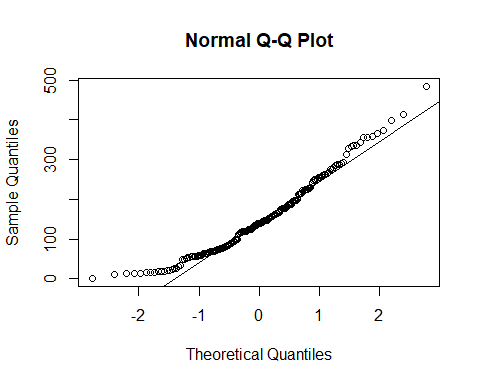 Normal Q-Q Plot
500
300
100
0
Sample Quantiles
-2 -1 0 1 2
Theoretical Quantiles